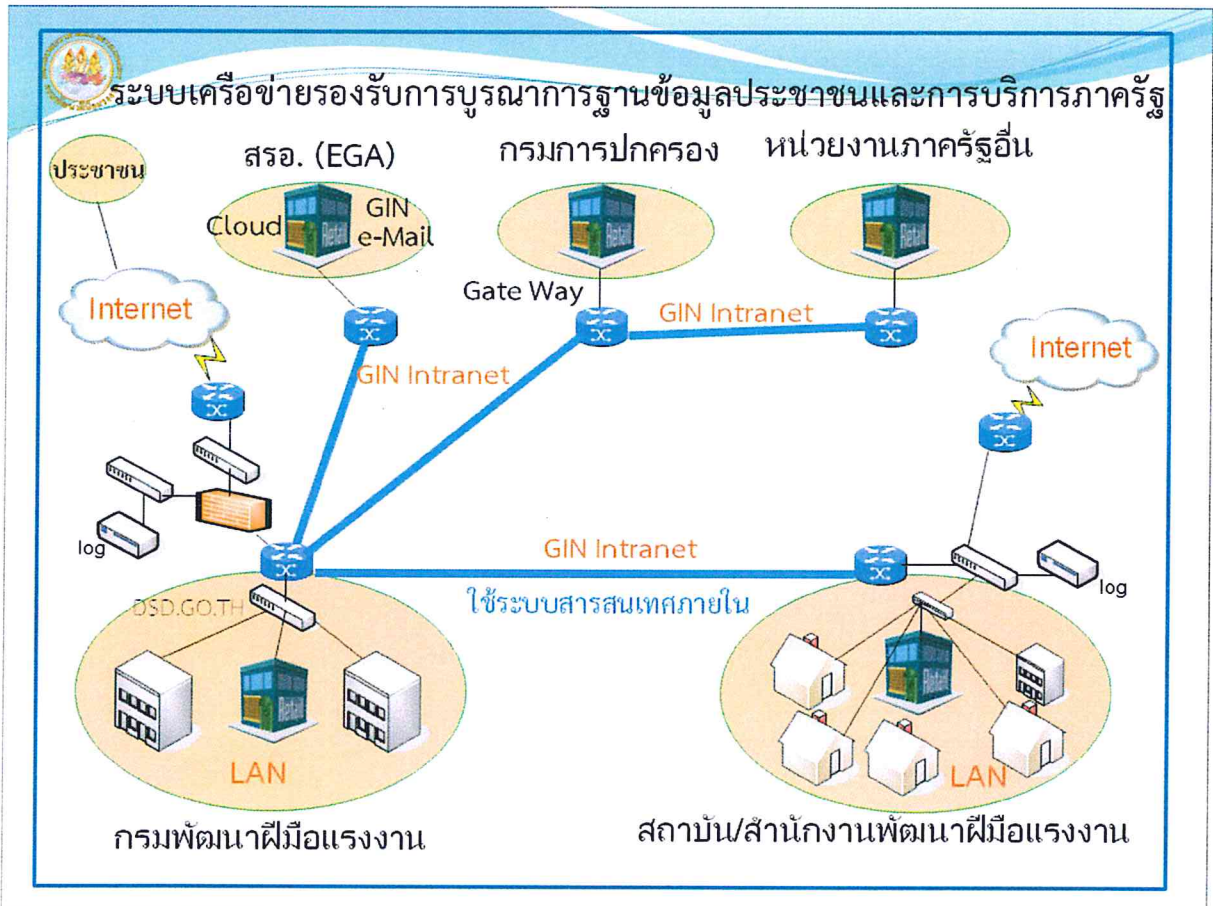 ระบบเครือข่ายรองรับการบูรณาการฐานข้อมูลประชาชนและการบริการภาครัฐ
ประชาชน
สรอ. (EGA)
กรมการปกครอง
หน่วยงานภาครัฐอื่น
Cloud
GIN
e-Mail
Retail
Retail
Retail
Internet
Gate Way
GIN Intranet
Internet
GIN Intranet
log
GIN Intranet
log
DSD.GO.TH
ใช้ระบบสารสนเทศภายใน
Retail
Retail
LAN
LAN
กรมพัฒนาฝีมือแรงงาน
สถาบัน/สำนักงานพัฒนาฝีมือแรงงาน